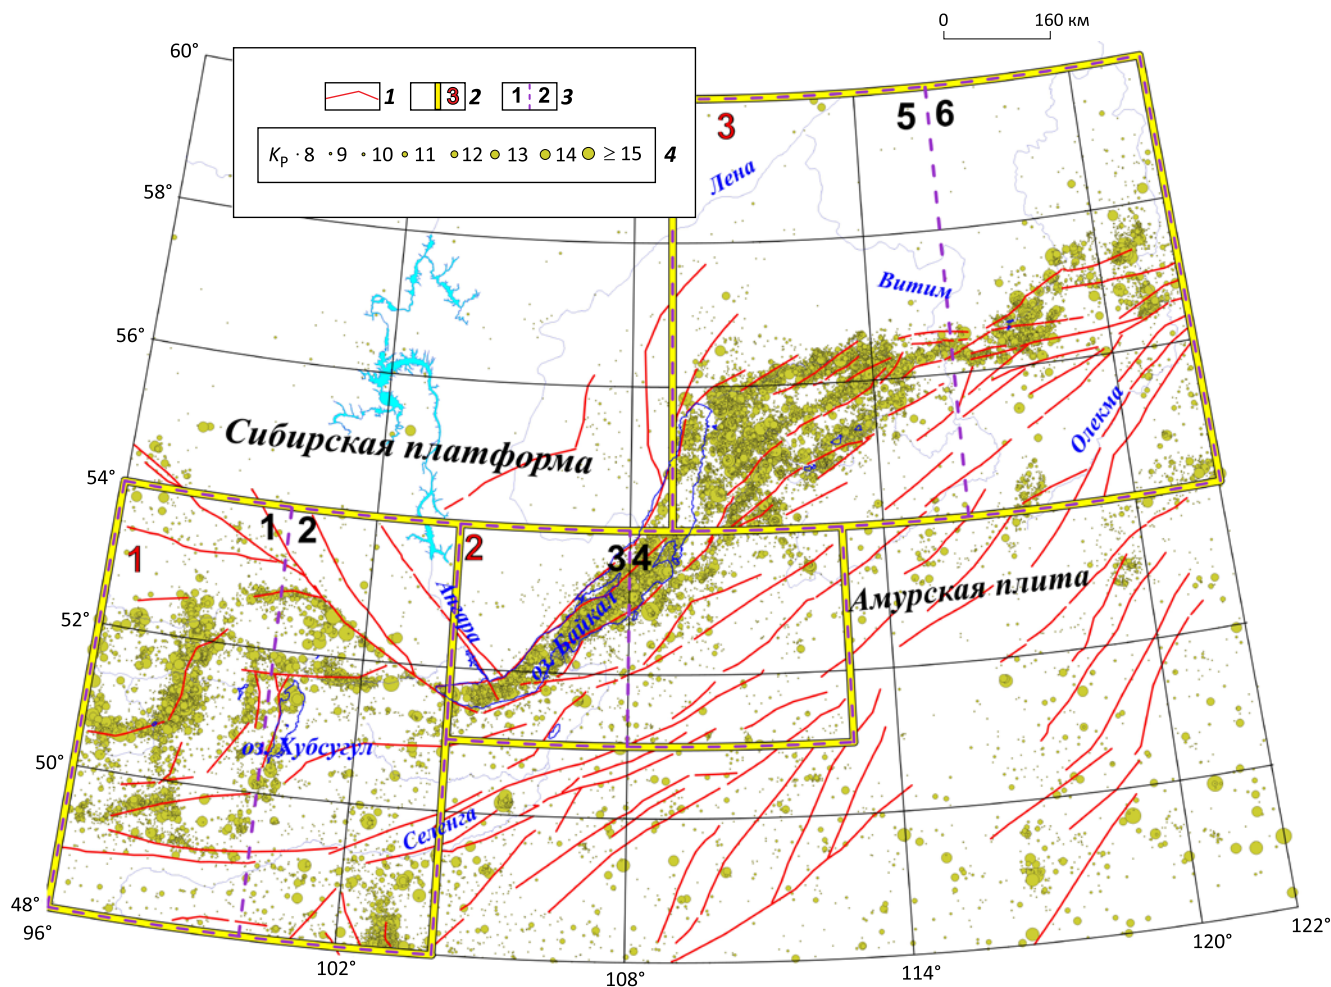 0 160 км
60°
1 3 2 1 2 3
Kр 8 9 10 11 12 13 14 ≥ 15 4
3
5 6
Лена
58°
Витим
56°
Олекма
Сибирская платформа
54°
1 2
1
2
3 4
Ангара
оз. Байкал
Амурская плита
52°
оз. Хубсугул
50°
Селенга
48°
96°
102°
108°
114°
120°
122°